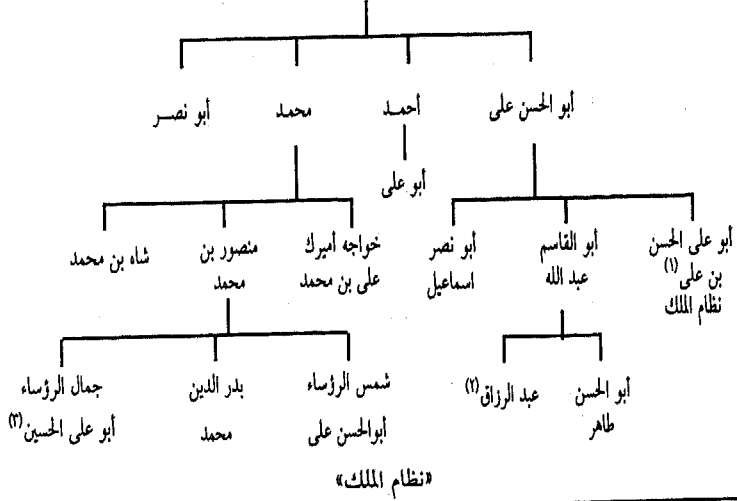 أبو الحسن على
أحمـد
محمد
أبو نصـر
أبو على
أبو على الحسن
بن على (١)
نظام الملك
أبو القاسم
عبد الله
أبو نصر
اسماعيل
خواجه أميرك
على بن محمد
منصور بن
محمد
شاه بن محمد
أبو الحسن
طاهر
عبد الرزاق (٢)
شمس الرؤساء
أبوالحسن على
بدر الدين
محمد
جمال الرؤساء
أبو على الحسين (٣)
«نظام الملك»